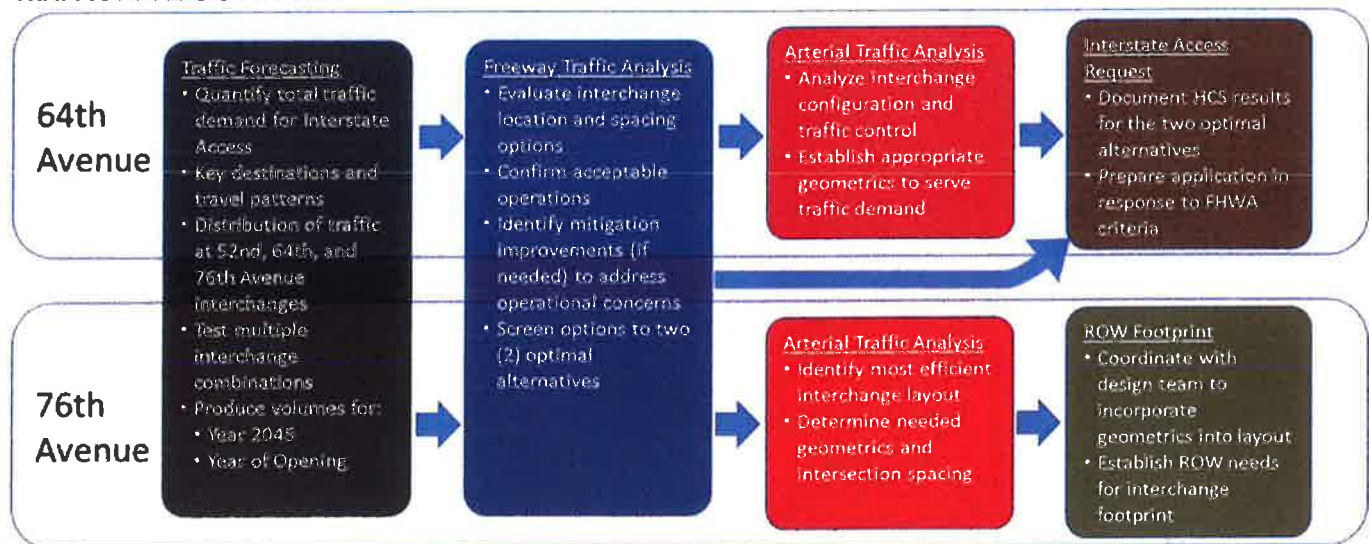 64th
Avenue
76th
Avenue
Traffic Forecasting
• Quantify total traffic
demand for Interstate
Access
• Key destinations and
travel patterns
• Distribution of traffic
at 52nd, 64th, and
76th Avenue
interchanges
• Test multiple
interchange
combinations
• Produce volumes for:
• Year 2045
• Year of Opening
Freeway Traffic Analysis
• Evaluate interchange
location and spacing
options
• Confirm acceptable
operations
• Identify mitigation
improvements (if
needed) to address
operational concerns
• Screen options to two
(2) optimal
alternatives
Arterial Traffic Analysis
• Analyze interchange
configuration and
traffic control
• Establish appropriate
geometrics to serve
traffic demand
Interstate Access
Request
• Document HCS results
for the two optimal
alternatives
• Prepare application in
response to FHWA
criteria
Arterial Traffic Analysis
• Identify most efficient
interchange layout
• Determine needed
geometrics and
intersection spacing
ROW Footprint
• Coordinate with
design team to
incorporate
geometrics into layout
• Establish ROW needs
for interchange
footprint